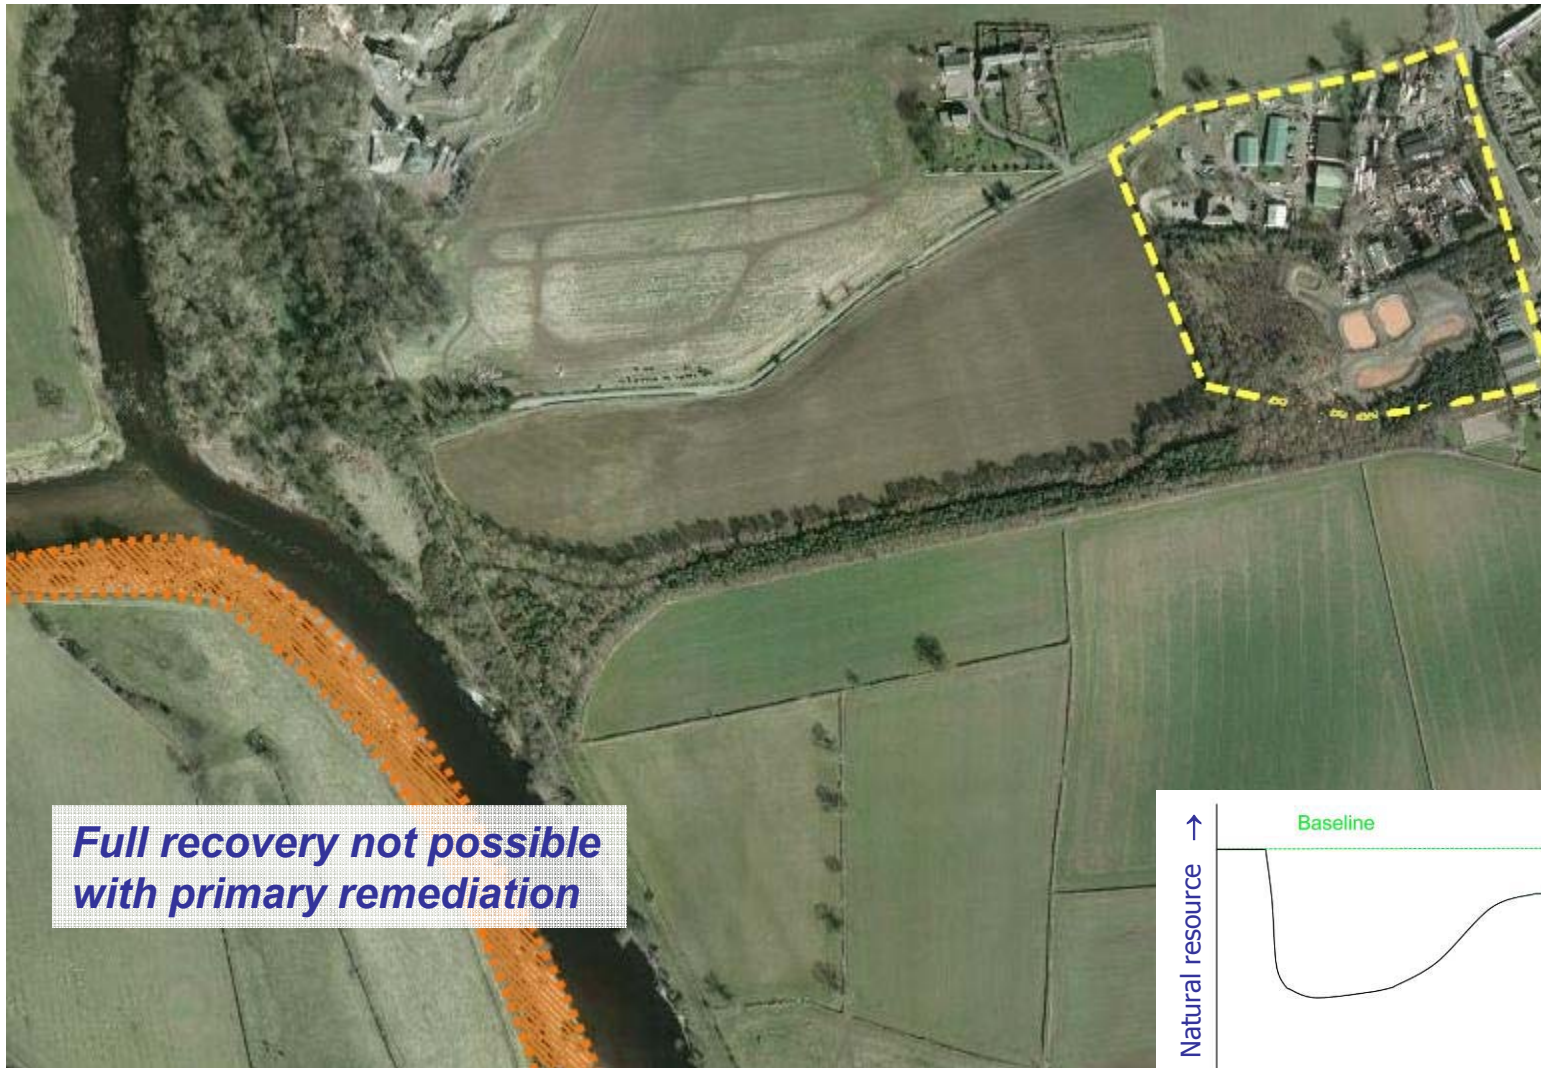 Full recovery not possible
with primary remediation
Baseline
Natural resource →